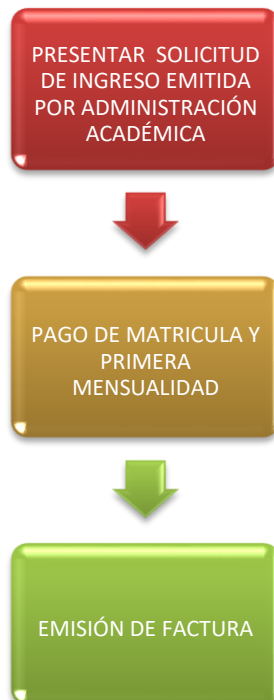 PRESENTAR SOLICITUD
DE INGRESO EMITIDA
POR ADMINISTRACIÓN
ACADÉMICA
PAGO DE MATRICULA Y
PRIMERA
MENSUALIDAD
EMISIÓN DE FACTURA